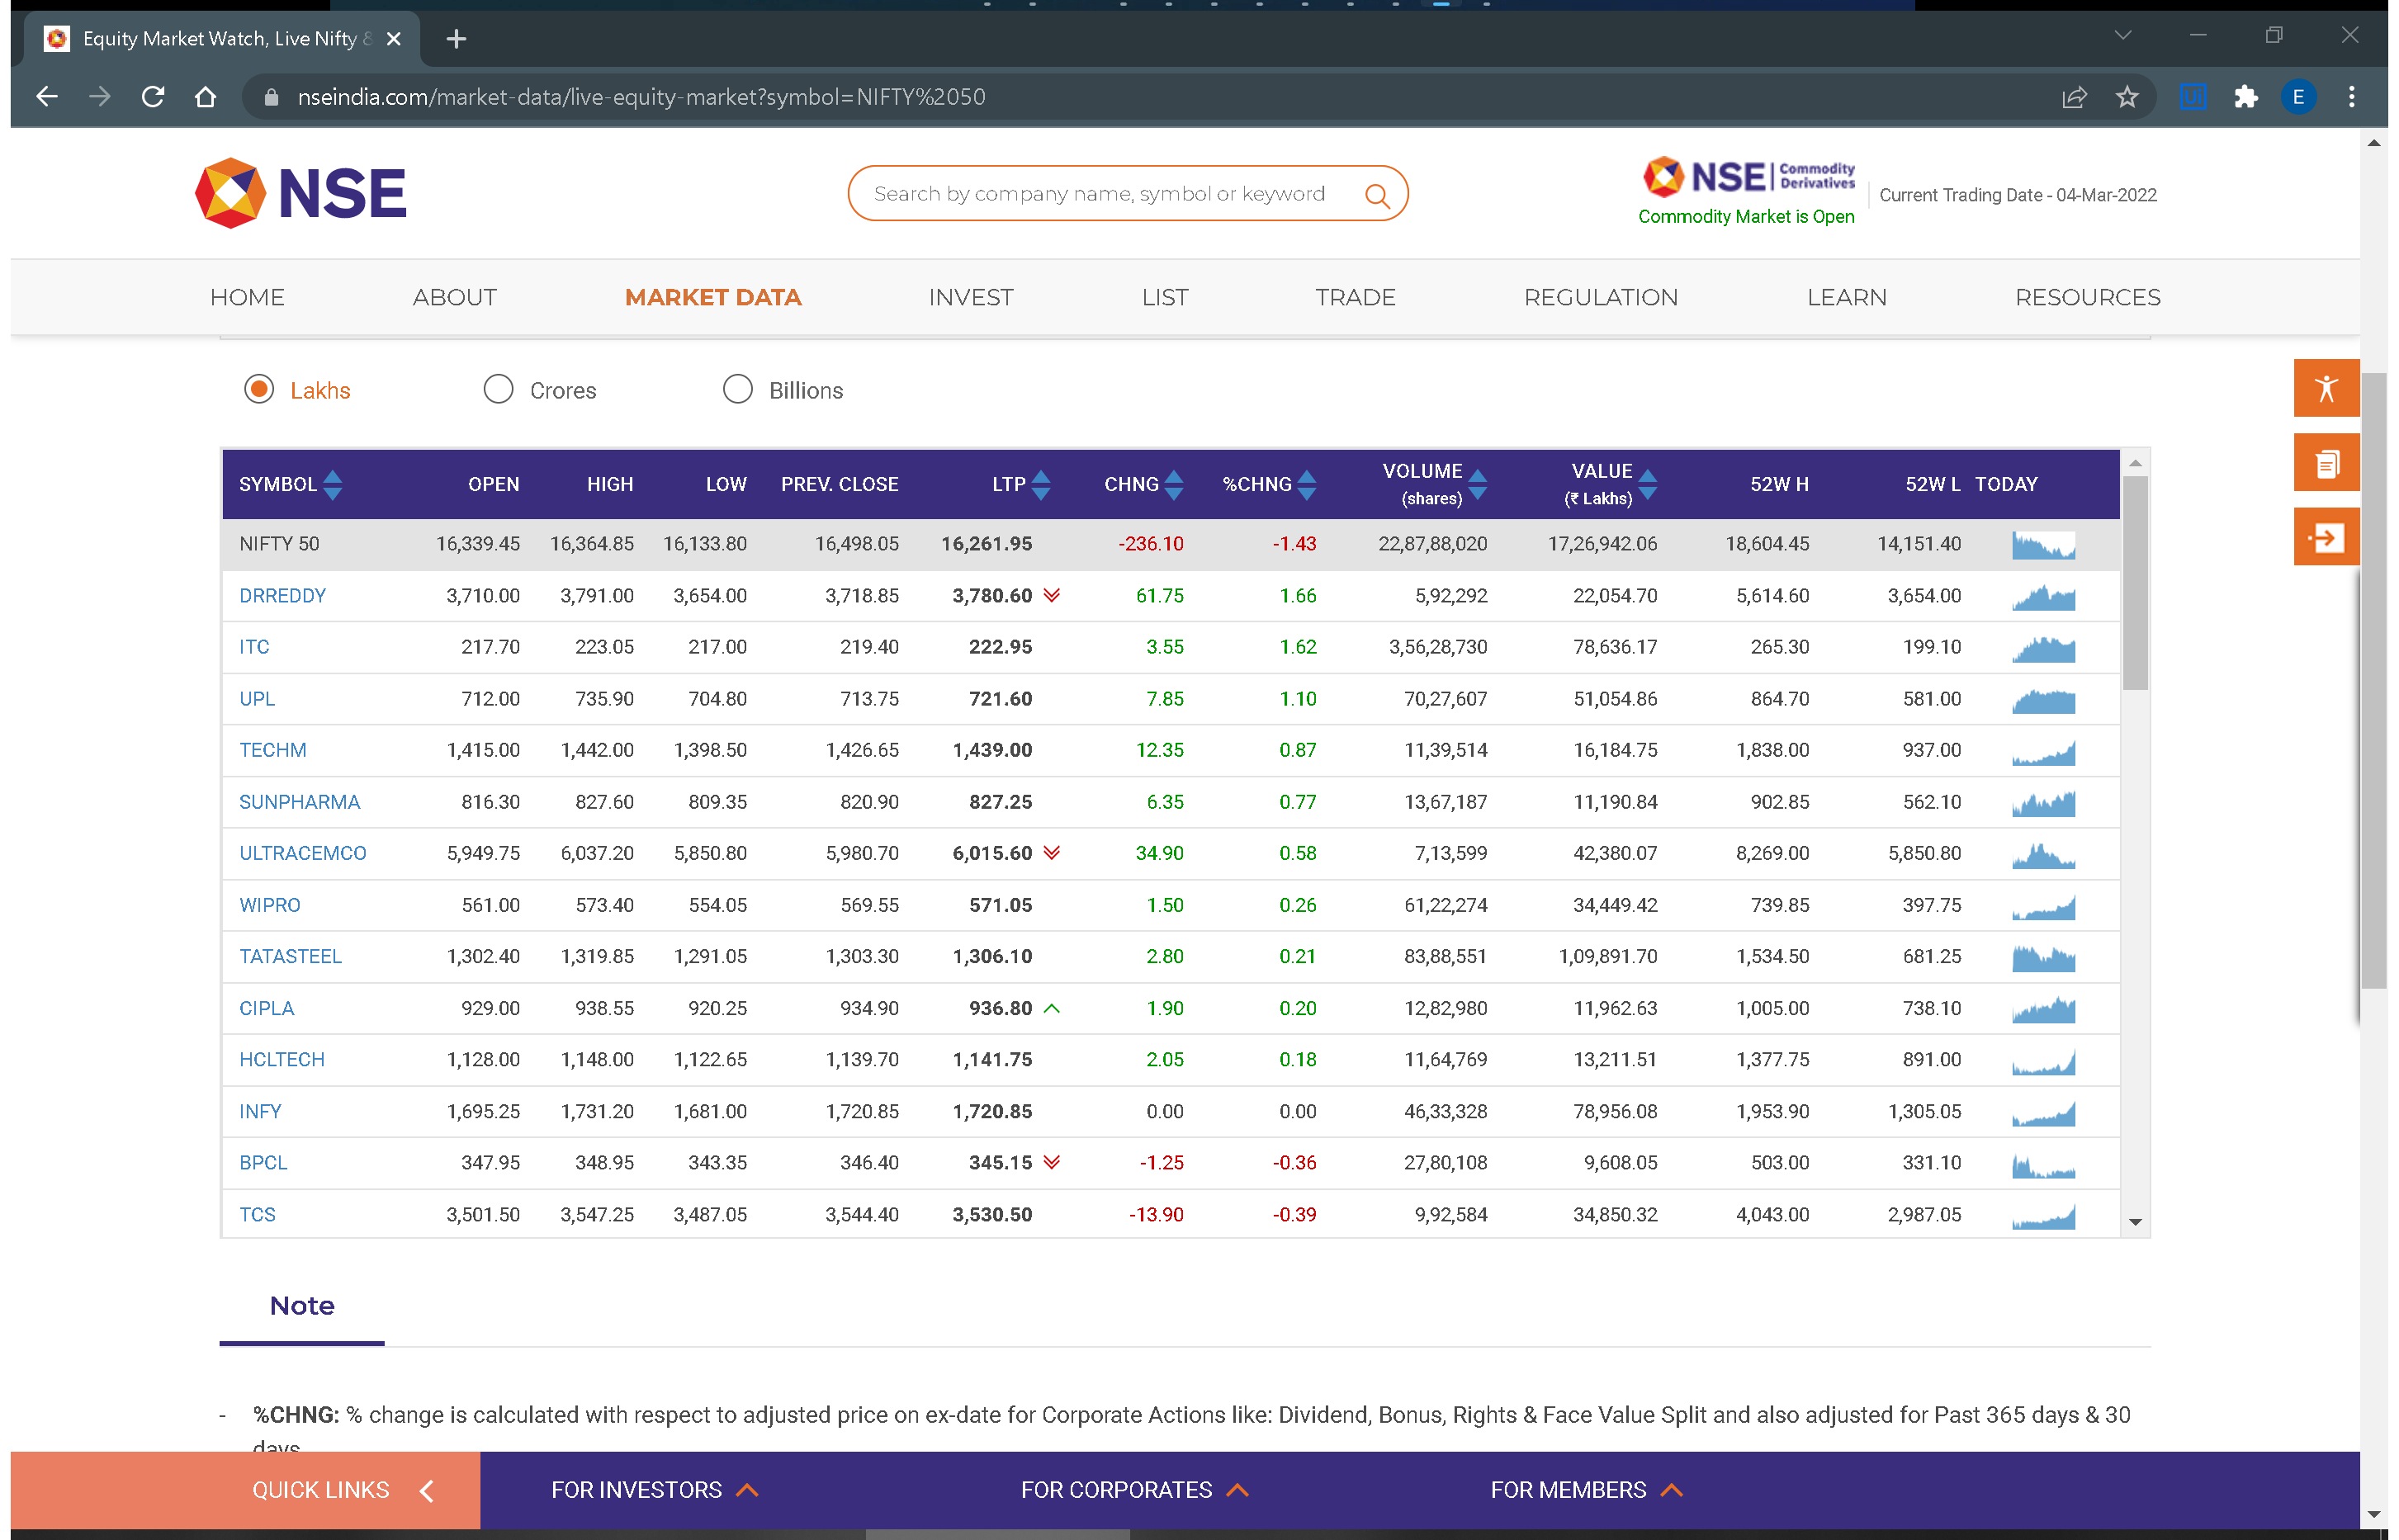 Equity Market Watch, Live Nifty &
nseindia.com/market-data/live-equity-market?symbol=NIFTY%2050
E
NSE
Search by company name, symbol or keyword
NSE Commodity Derivatives
Commodity Market is Open
Current Trading Date - 04-Mar-2022
HOME ABOUT MARKET DATA INVEST LIST TRADE REGULATION LEARN RESOURCES
Lakhs Crores Billions
SYMBOL OPEN HIGH LOW PREV. CLOSE LTP CHNG %CHNG VOLUME (shares) VALUE (₹ Lakhs) 52W H 52W L TODAY
NIFTY 50 16,339.45 16,364.85 16,133.80 16,498.05 16,261.95 -236.10 -1.43 22,87,88,020 17,26,942.06 18,604.45 14,151.40
DRREDDY 3,710.00 3,791.00 3,654.00 3,718.85 3,780.60 61.75 1.66 5,92,292 22,054.70 5,614.60 3,654.00
ITC 217.70 223.05 217.00 219.40 222.95 3.55 1.62 3,56,28,730 78,636.17 265.30 199.10
UPL 712.00 735.90 704.80 713.75 721.60 7.85 1.10 70,27,607 51,054.86 864.70 581.00
TECHM 1,415.00 1,442.00 1,398.50 1,426.65 1,439.00 12.35 0.87 11,39,514 16,184.75 1,838.00 937.00
SUNPHARMA 816.30 827.60 809.35 820.90 827.25 6.35 0.77 13,67,187 11,190.84 902.85 562.10
ULTRACEMCO 5,949.75 6,037.20 5,850.80 5,980.70 6,015.60 34.90 0.58 7,13,599 42,380.07 8,269.00 5,850.80
WIPRO 561.00 573.40 554.05 569.55 571.05 1.50 0.26 61,22,274 34,449.42 739.85 397.75
TATASTEEL 1,302.40 1,319.85 1,291.05 1,303.30 1,306.10 2.80 0.21 83,88,551 1,09,891.70 1,534.50 681.25
CIPLA 929.00 938.55 920.25 934.90 936.80 1.90 0.20 12,82,980 11,962.63 1,005.00 738.10
HCLTECH 1,128.00 1,148.00 1,122.65 1,139.70 1,141.75 2.05 0.18 11,64,769 13,211.51 1,377.75 891.00
INFY 1,695.25 1,731.20 1,681.00 1,720.85 1,720.85 0.00 0.00 46,33,328 78,956.08 1,953.90 1,305.05
BPCL 347.95 348.95 343.35 346.40 345.15 -1.25 -0.36 27,80,108 9,608.05 503.00 331.10
TCS 3,501.50 3,547.25 3,487.05 3,544.40 3,530.50 -13.90 -0.39 9,92,584 34,850.32 4,043.00 2,987.05
Note
- %CHNG: % change is calculated with respect to adjusted price on ex-date for Corporate Actions like: Dividend, Bonus, Rights & Face Value Split and also adjusted for Past 365 days & 30
days
QUICK LINKS FOR INVESTORS FOR CORPORATES FOR MEMBERS